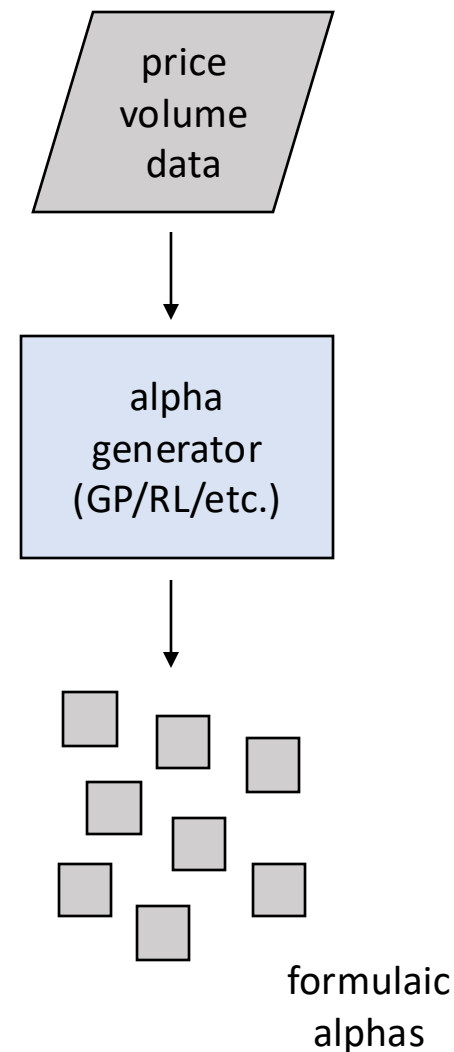 price
volume
data
alpha
generator
(GP/RL/etc.)
formulaic
alphas